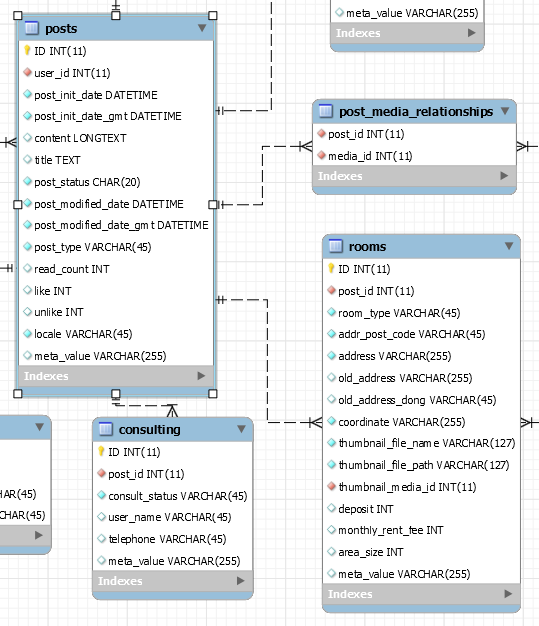 meta_value VARCHAR(255)
Indexes
posts
ID INT(11)
user_id INT(11)
post_init_date DATETIME
post_init_date_gmt DATETIME
content LONGTEXT
title TEXT
post_status CHAR(20)
post_modified_date DATETIME
post_modified_date_gmt DATETIME
post_type VARCHAR(45)
read_count INT
like INT
unlike INT
locale VARCHAR(45)
meta_value VARCHAR(255)
Indexes
post_media_relationships
post_id INT(11)
media_id INT(11)
Indexes
rooms
ID INT(11)
post_id INT(11)
room_type VARCHAR(45)
addr_post_code VARCHAR(45)
address VARCHAR(255)
old_address VARCHAR(255)
old_address_dong VARCHAR(45)
coordinate VARCHAR(255)
thumbnail_file_name VARCHAR(127)
thumbnail_file_path VARCHAR(127)
thumbnail_media_id INT(11)
deposit INT
monthly_rent_fee INT
area_size INT
meta_value VARCHAR(255)
Indexes
consulting
ID INT(11)
post_id INT(11)
consult_status VARCHAR(45)
user_name VARCHAR(45)
telephone VARCHAR(45)
meta_value VARCHAR(255)
Indexes
HAR(45)
CHAR(45)